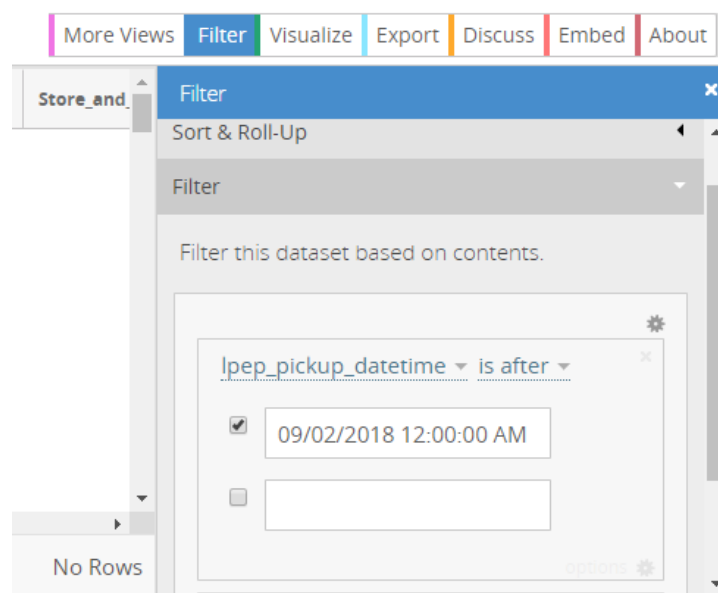 More Views Filter Visualize Export Discuss Embed About
Store_and_
Filter
Sort & Roll-Up
Filter
Filter this dataset based on contents.
lpep_pickup_datetime is after
09/02/2018 12:00:00 AM
options
No Rows